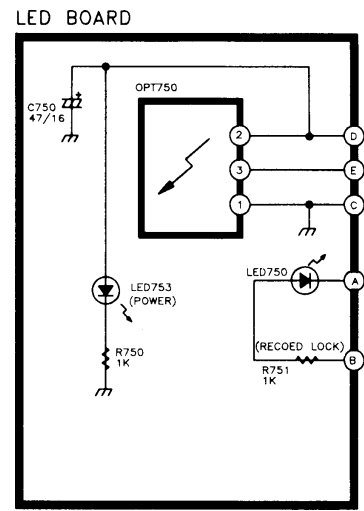 LED BOARD
OPT750
+
C750
47/16
2
D
3
E
1
C
LED750
A
LED753
(POWER)
(RECOED LOCK)
B
R750
1K
R751
1K